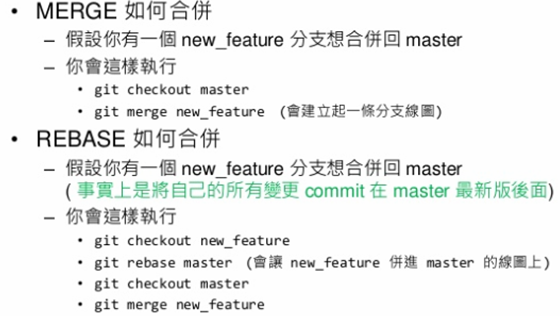 • MERGE 如何合併
– 假設你有一個 new_feature 分支想合併回 master
– 你會這樣執行
• git checkout master
• git merge new_feature (會建立起一條分支線圖)
• REBASE 如何合併
– 假設你有一個 new_feature 分支想合併回 master
( 事實上是將自己的所有變更 commit 在 master 最新版後面)
– 你會這樣執行
• git checkout new_feature
• git rebase master (會讓 new_feature 併進 master 的線圖上)
• git checkout master
• git merge new_feature